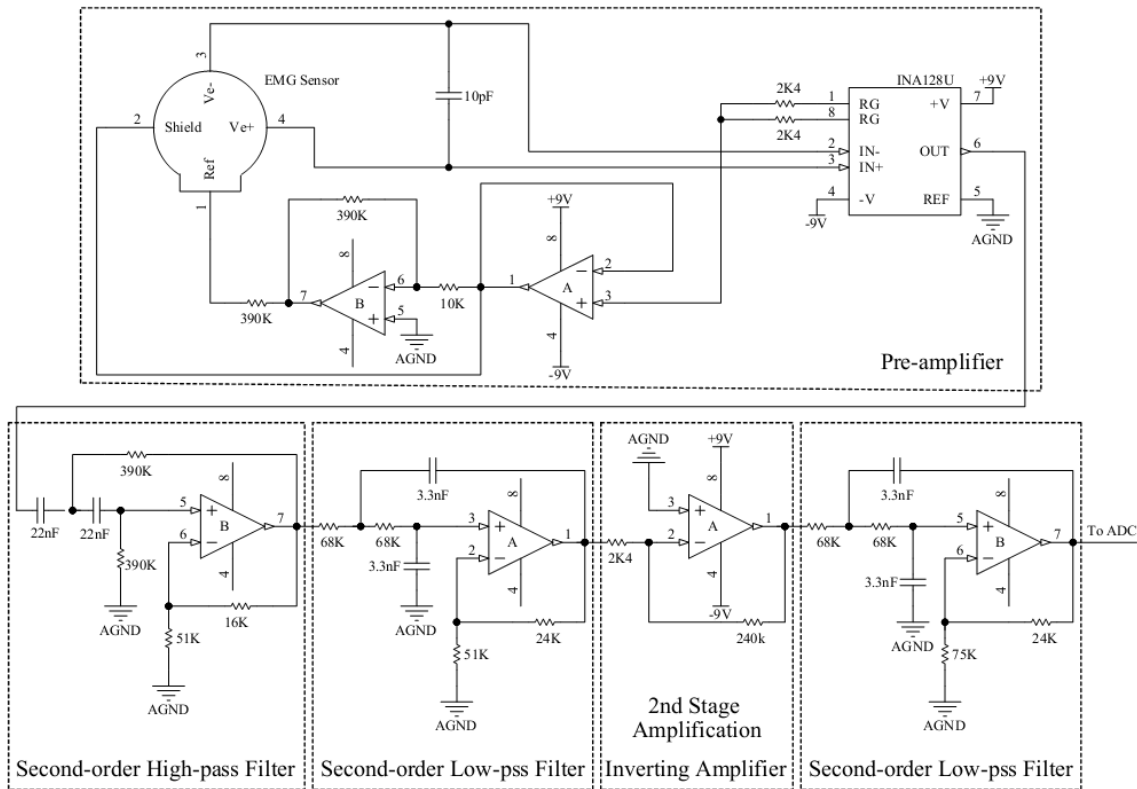 EMG Sensor
3
Ve-
2
Shield
Ve+
4
Ref
1
10pF
INA128U
2K4
2K4
1
8
2
3
4
RG
RG
IN-
IN+
-V
+V
OUT
REF
7
6
5
+9V
-9V
AGND
390K
390K
8
7
B
6
5
4
AGND
10K
+9V
8
1
A
2
3
4
-9V
Pre-amplifier
390K
22nF
22nF
390K
AGND
5
6
8
B
7
4
16K
51K
AGND
Second-order High-pass Filter
3.3nF
68K
68K
3.3nF
AGND
3
2
8
A
1
4
24K
51K
AGND
Second-order Low-pss Filter
AGND
+9V
8
3
2
A
1
4
-9V
2K4
240k
2nd Stage
Amplification
Inverting Amplifier
3.3nF
68K
68K
3.3nF
AGND
5
6
8
B
7
4
24K
75K
AGND
To ADC
Second-order Low-pss Filter